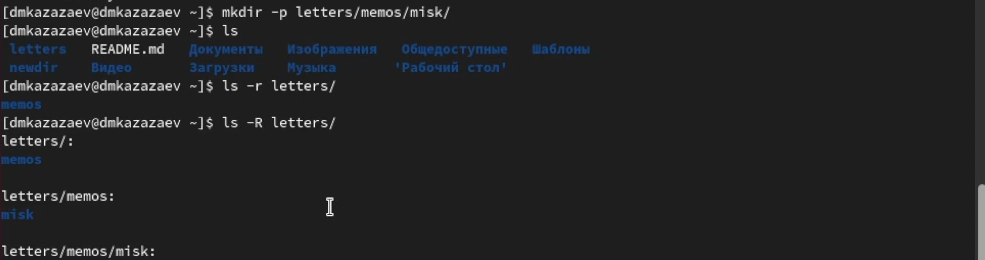 [dmkazazaev@dmkazazaev ~]$ mkdir -p letters/memos/misk/
[dmkazazaev@dmkazazaev ~]$ ls
letters README.md Документы Изображения Общедоступные Шаблоны
newdir Видео Загрузки Музыка 'Рабочий стол'
[dmkazazaev@dmkazazaev ~]$ ls -r letters/
memos
[dmkazazaev@dmkazazaev ~]$ ls -R letters/
letters/:
memos
letters/memos:
misk
letters/memos/misk: